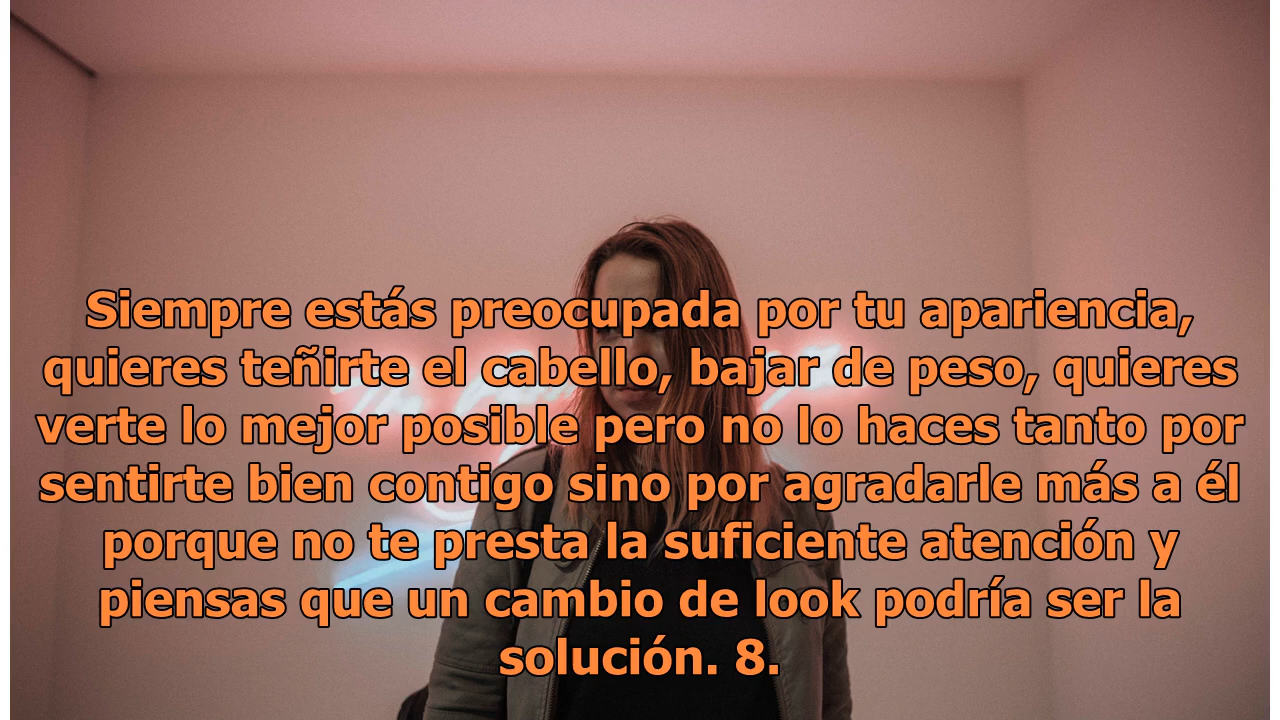 Siempre estás preocupada por tu apariencia,
quieres teñirte el cabello, bajar de peso, quieres
verte lo mejor posible pero no lo haces tanto por
sentirte bien contigo sino por agradarle más a él
porque no te presta la suficiente atención y
piensas que un cambio de look podría ser la
solución. 8.